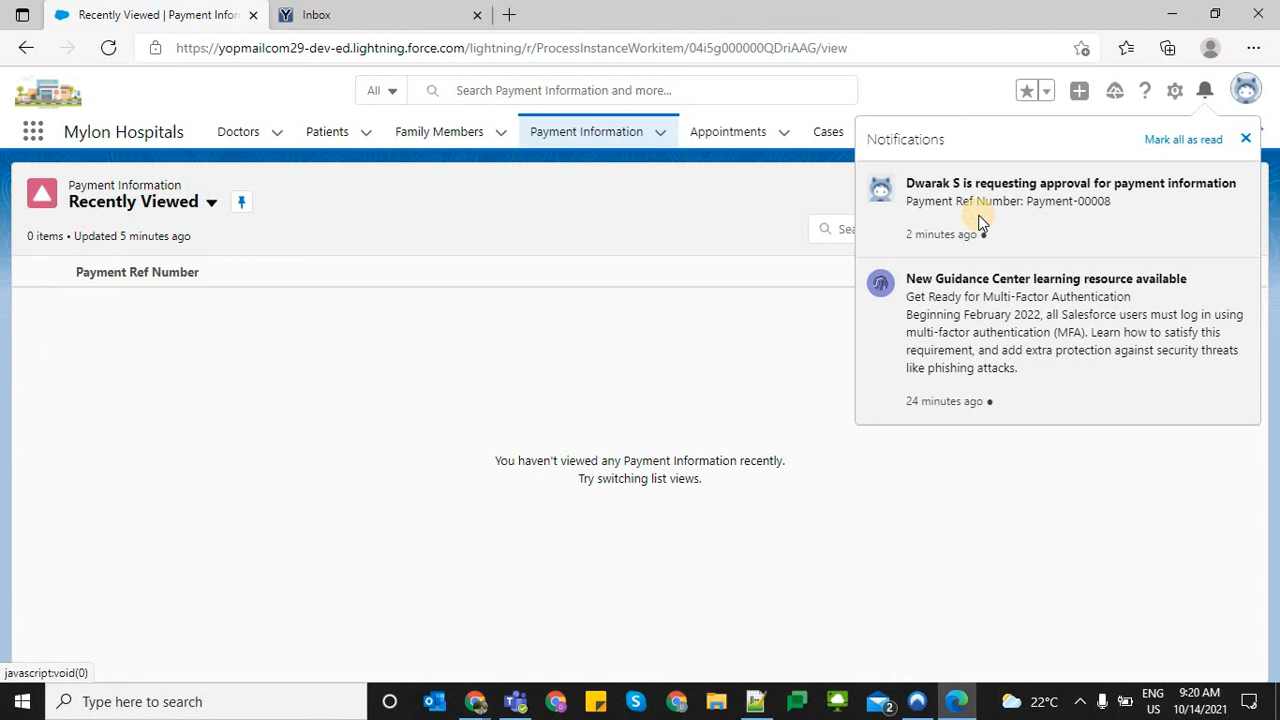 Recently Viewed | Payment Infor
Inbox
https://yopmailcom29-dev-ed.lightning.force.com/lightning/r/ProcessInstanceWorkitem/04i5g000000QDriAAG/view
All
Search Payment Information and more...
Mylon Hospitals
Doctors
Patients
Family Members
Payment Information
Appointments
Cases
Notifications
Mark all as read
Dwarak S is requesting approval for payment information
Payment Ref Number: Payment-00008
2 minutes ago
New Guidance Center learning resource available
Get Ready for Multi-Factor Authentication
Beginning February 2022, all Salesforce users must log in using
multi-factor authentication (MFA). Learn how to satisfy this
requirement, and add extra protection against security threats
like phishing attacks.
24 minutes ago
Payment Information
Recently Viewed
0 items • Updated 5 minutes ago
Sea
Payment Ref Number
You haven't viewed any Payment Information recently.
Try switching list views.
javascript:void(0)
Type here to search
2
22°C
ENG
US
9:20 AM
10/14/2021